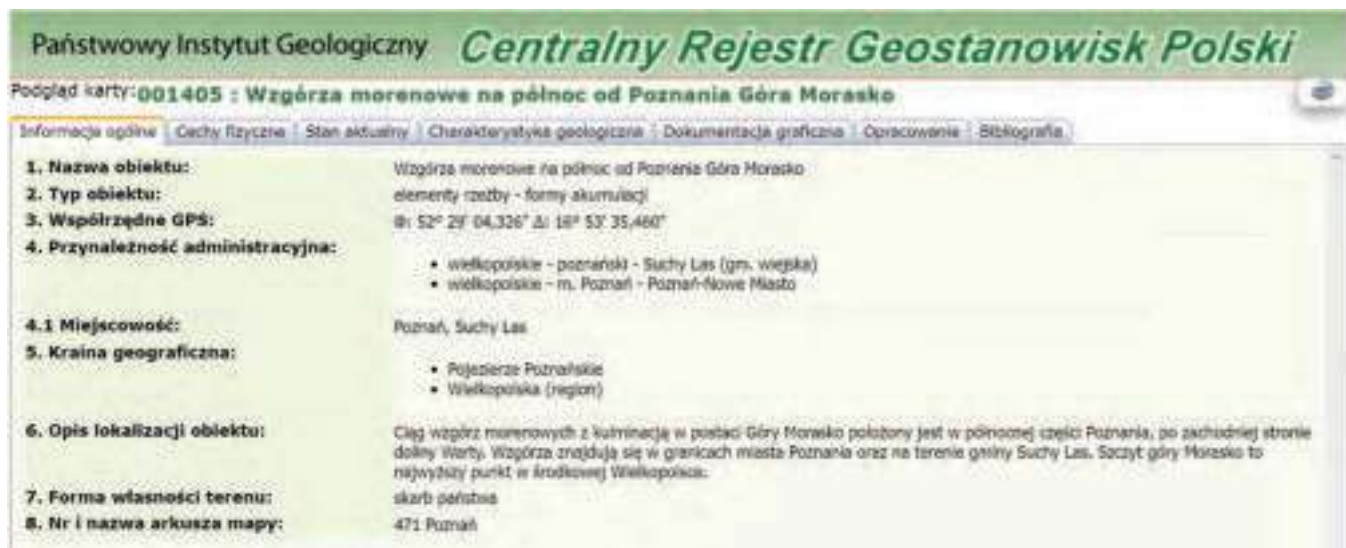 Państwowy Instytut Geologiczny Centralny Rejestr Geostanowisk Polski
Podgląd karty: 001405 : Wzgórza morenowe na północ od Poznania Góra Morasko
Informacje ogólne Cechy fizyczne Stan aktualny Charakterystyka geologiczna Dokumentacja graficzna Opracowanie Bibliografia
1. Nazwa obiektu: Wzgórza morenowe na północ od Poznania Góra Morasko
2. Typ obiektu: elementy rzeźby - formy akumulacji
3. Współrzędne GPS: Φ: 52° 29' 04,326" Δ: 16° 53' 35,460"
4. Przynależność administracyjna:
• wielkopolskie - poznański - Suchy Las (gm. wiejska)
• wielkopolskie - m. Poznań - Poznań-Nowe Miasto
4.1 Miejscowość: Poznań, Suchy Las
5. Kraina geograficzna:
• Pojezierze Poznańskie
• Wielkopolska (region)
6. Opis lokalizacji obiektu: Ciąg wzgórz morenowych z kulminacją w postaci Góry Morasko położony jest w północnej części Poznania, po zachodniej stronie
doliny Warty. Wzgórza znajdują się w granicach miasta Poznania oraz na terenie gminy Suchy Las. Szczyt góry Morasko to
najwyższy punkt w środkowej Wielkopolsce.
7. Forma własności terenu: skarb państwa
8. Nr i nazwa arkusza mapy: 471 Poznań